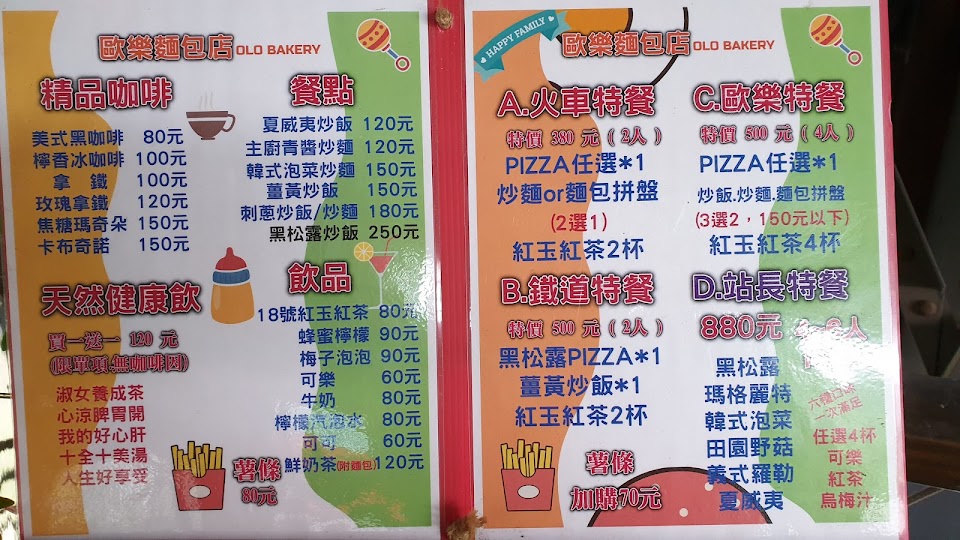 歐樂麵包店 OLO BAKERY
精品咖啡
美式黑咖啡 80元
檸香冰咖啡 100元
拿鐵 100元
玫瑰拿鐵 120元
焦糖瑪奇朵 150元
卡布奇諾 150元
天然健康飲
買一送一 120 元
(限單項.無咖啡因)
淑女養成茶
心涼脾胃開
我的好心肝
十全十美湯
人生好享受
薯條
80元
餐點
夏威夷炒飯 120元
主廚青醬炒麵 120元
韓式泡菜炒麵 150元
薑黃炒飯 150元
刺蔥炒飯/炒麵 180元
黑松露炒飯 250元
飲品
18號紅玉紅茶 80元
蜂蜜檸檬 90元
梅子泡泡 90元
可樂 60元
牛奶 80元
檸檬汽泡水 80元
可可 60元
鮮奶茶(附麵包)120元
HAPPY FAMILY
歐樂麵包店 OLO BAKERY
A.火車特餐
特價 380 元 ( 2人 )
PIZZA任選*1
炒麵or麵包拼盤
(2選1)
紅玉紅茶2杯
B.鐵道特餐
特價 500 元 ( 2人 )
黑松露PIZZA*1
薑黃炒飯*1
紅玉紅茶2杯
薯條
加購70元
C.歐樂特餐
特價 500 元 ( 4人 )
PIZZA任選*1
炒飯.炒麵.麵包拼盤
(3選2，150元以下)
紅玉紅茶4杯
D.站長特餐
880元 人
黑松露
瑪格麗特
韓式泡菜
田園野菇
義式羅勒
夏威夷
六種口味
一次滿足
任選4杯
可樂
紅茶
烏梅汁